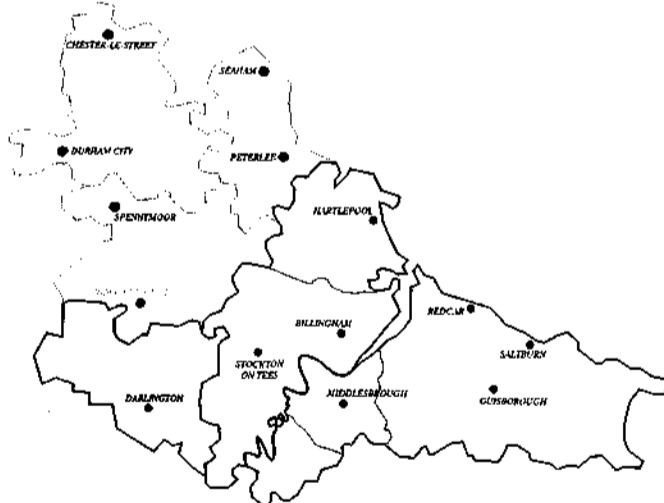 CHESTER-LE-STREET
SEAHAM
DURHAM CITY
PETERLEE
SPENNYMOOR
HARTLEPOOL
REDCAR
BILLINGHAM
SALTBURN
STOCKTON
ON TEES
DARLINGTON
MIDDLESBROUGH
GUISBOROUGH